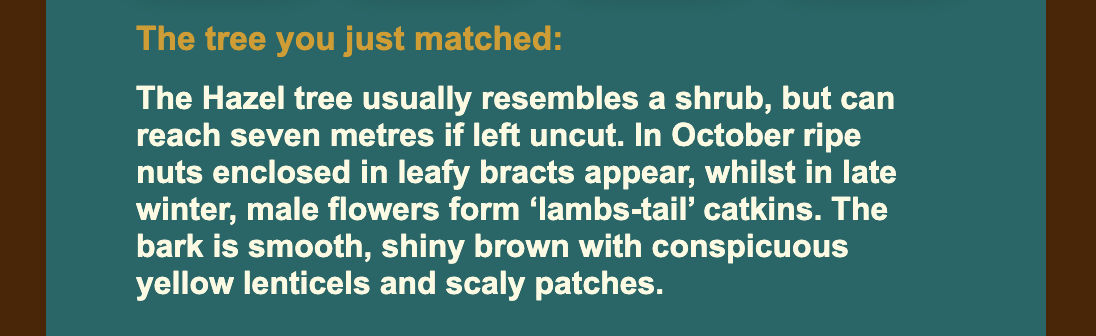 The tree you just matched:
The Hazel tree usually resembles a shrub, but can
reach seven metres if left uncut. In October ripe
nuts enclosed in leafy bracts appear, whilst in late
winter, male flowers form ‘lambs-tail’ catkins. The
bark is smooth, shiny brown with conspicuous
yellow lenticels and scaly patches.